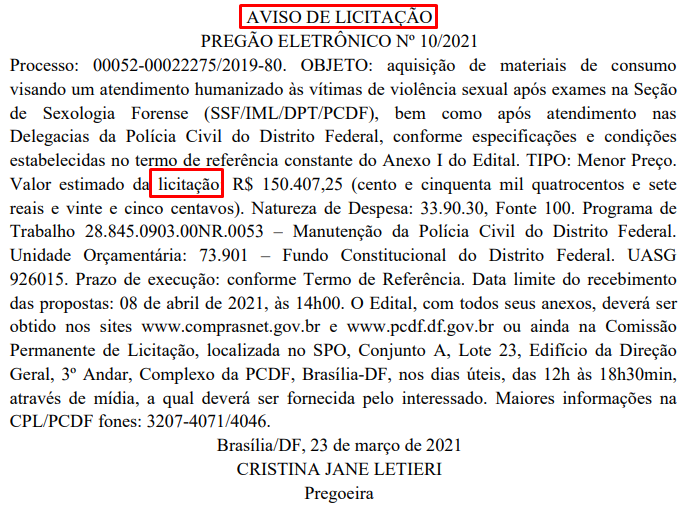 AVISO DE LICITAÇÃO
PREGÃO ELETRÔNICO Nº 10/2021
Processo: 00052-00022275/2019-80. OBJETO: aquisição de materiais de consumo
visando um atendimento humanizado às vítimas de violência sexual após exames na Seção
de Sexologia Forense (SSF/IML/DPT/PCDF), bem como após atendimento nas
Delegacias da Polícia Civil do Distrito Federal, conforme especificações e condições
estabelecidas no termo de referência constante do Anexo I do Edital. TIPO: Menor Preço.
Valor estimado da licitação R$ 150.407,25 (cento e cinquenta mil quatrocentos e sete
reais e vinte e cinco centavos). Natureza de Despesa: 33.90.30, Fonte 100. Programa de
Trabalho 28.845.0903.00NR.0053 – Manutenção da Polícia Civil do Distrito Federal.
Unidade Orçamentária: 73.901 – Fundo Constitucional do Distrito Federal. UASG
926015. Prazo de execução: conforme Termo de Referência. Data limite do recebimento
das propostas: 08 de abril de 2021, às 14h00. O Edital, com todos seus anexos, deverá ser
obtido nos sites www.comprasnet.gov.br e www.pcdf.df.gov.br ou ainda na Comissão
Permanente de Licitação, localizada no SPO, Conjunto A, Lote 23, Edifício da Direção
Geral, 3º Andar, Complexo da PCDF, Brasília-DF, nos dias úteis, das 12h às 18h30min,
através de mídia, a qual deverá ser fornecida pelo interessado. Maiores informações na
CPL/PCDF fones: 3207-4071/4046.
Brasília/DF, 23 de março de 2021
CRISTINA JANE LETIERI
Pregoeira